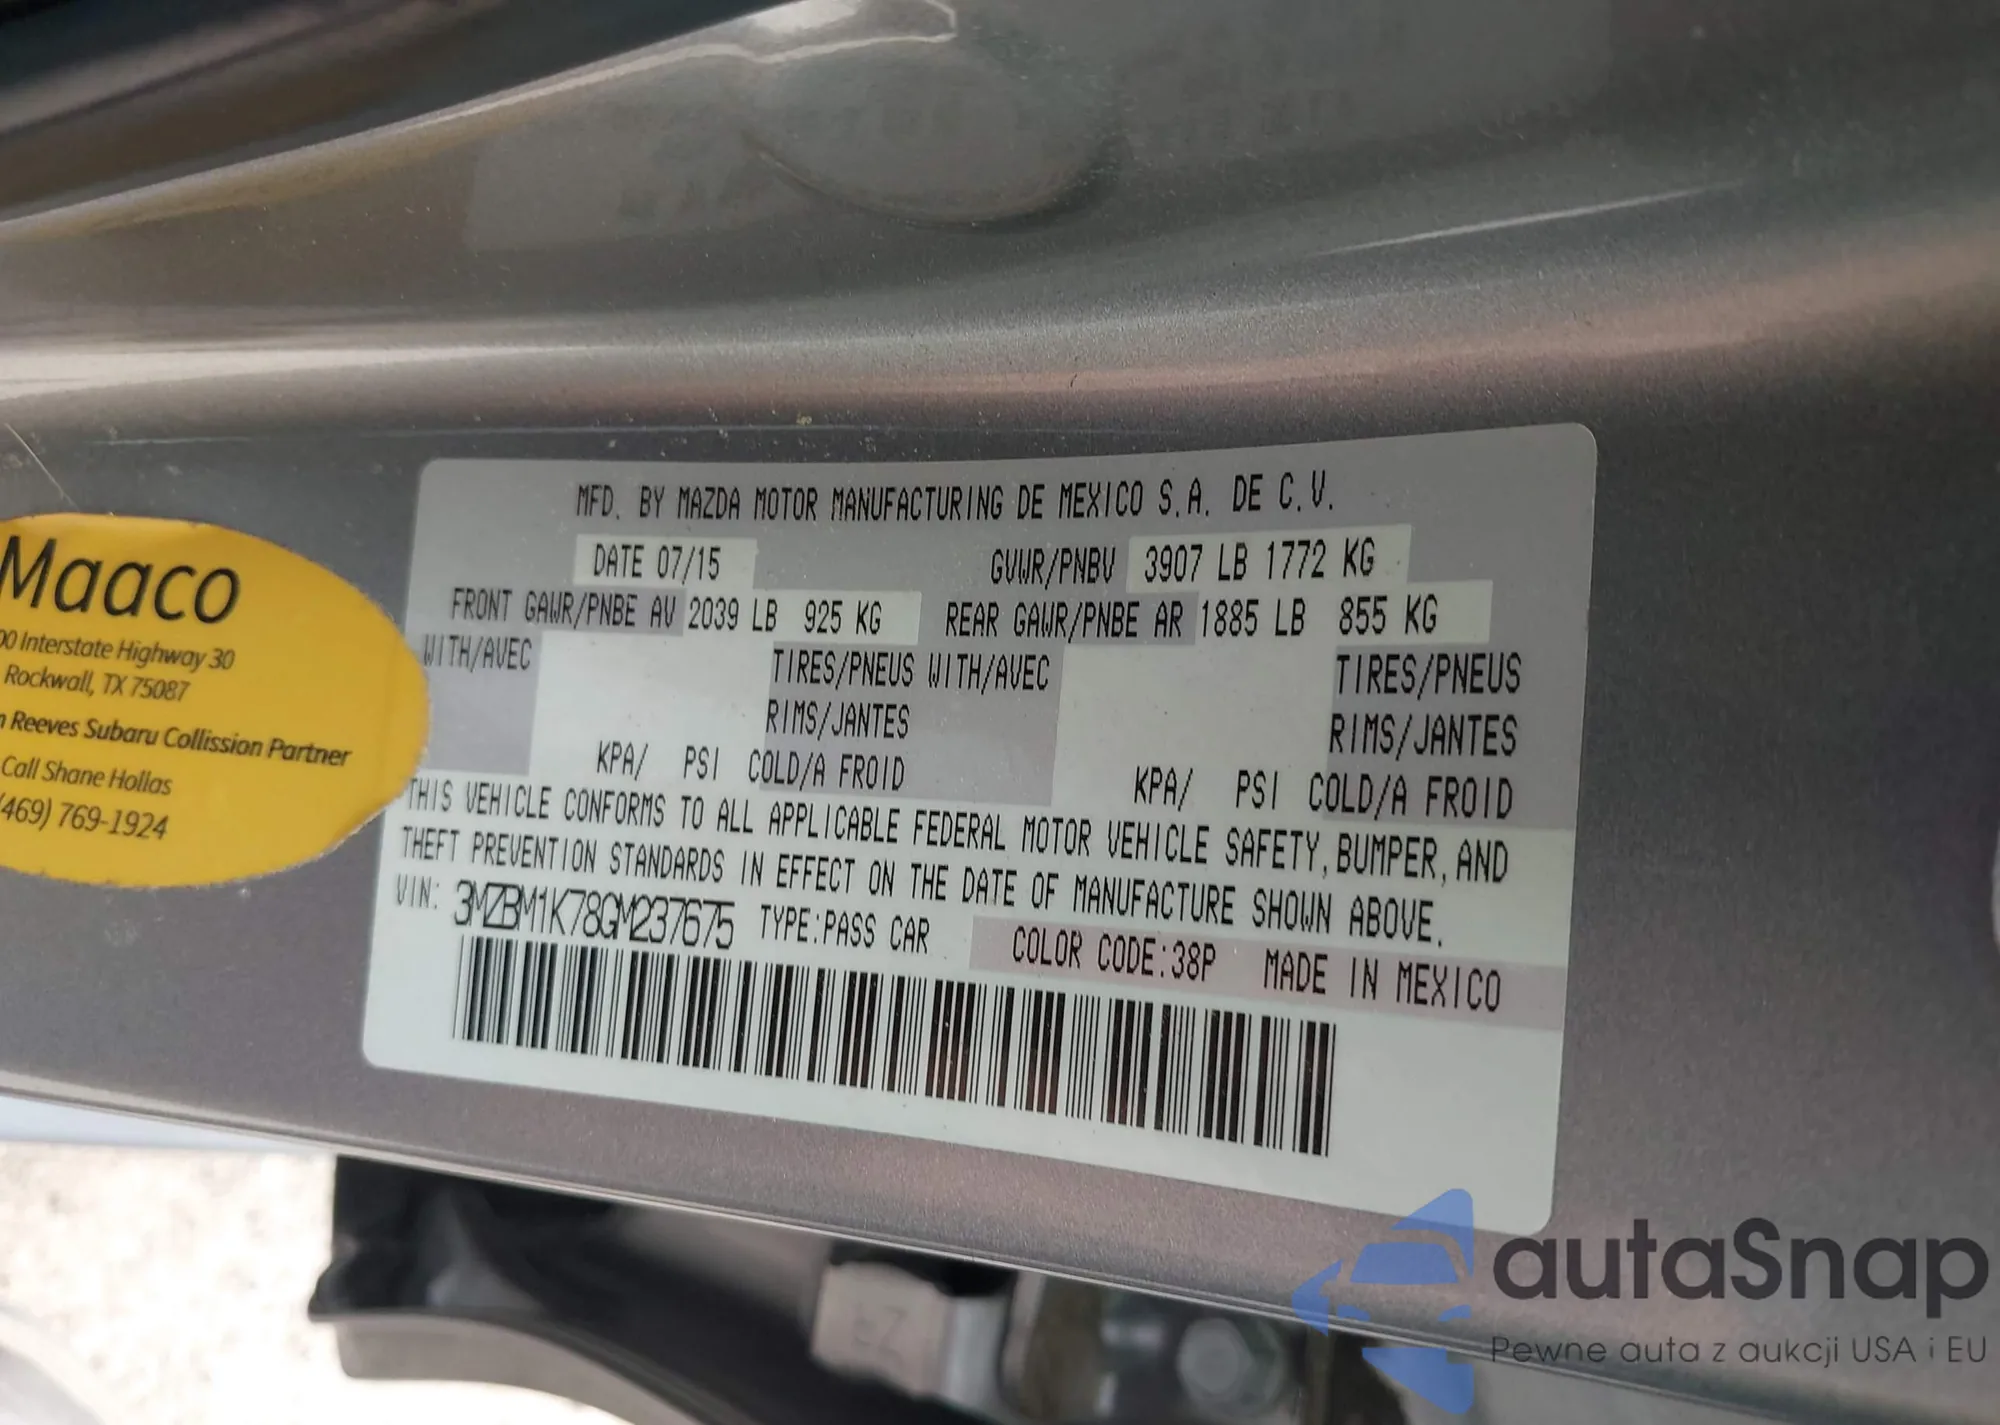 MFD. BY MAZDA MOTOR MANUFACTURING DE MEXICO S.A. DE C.V.
DATE 07/15 GVWR/PNBV 3907 LB 1772 KG
FRONT GAWR/PNBE AV 2039 LB 925 KG REAR GAWR/PNBE AR 1885 LB 855 KG
WITH/AVEC TIRES/PNEUS WITH/AVEC TIRES/PNEUS
RIMS/JANTES RIMS/JANTES
KPA/ PSI COLD/A FROID KPA/ PSI COLD/A FROID
THIS VEHICLE CONFORMS TO ALL APPLICABLE FEDERAL MOTOR VEHICLE SAFETY, BUMPER, AND
THEFT PREVENTION STANDARDS IN EFFECT ON THE DATE OF MANUFACTURE SHOWN ABOVE.
VIN: 3MZBM1K78GM237675 TYPE:PASS CAR COLOR CODE:38P MADE IN MEXICO
Maaco
Interstate Highway 30
Rockwall, TX 75087
Reeves Subaru Collission Partner
Call Shane Hollas
(469) 769-1924
autaSnap
Pewne auta z aukcji USA i EU